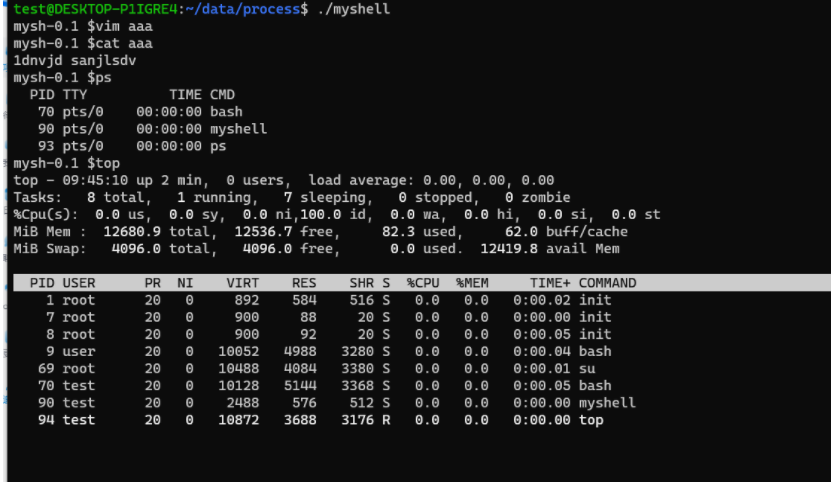 test@DESKTOP-P1IGRE4:~/data/process$ ./myshell
mysh-0.1 $vim aaa
mysh-0.1 $cat aaa
1dnvjd sanjlsdv
mysh-0.1 $ps
  PID TTY          TIME CMD
   70 pts/0    00:00:00 bash
   90 pts/0    00:00:00 myshell
   93 pts/0    00:00:00 ps
mysh-0.1 $top
top - 09:45:10 up 2 min,  0 users,  load average: 0.00, 0.00, 0.00
Tasks:   8 total,   1 running,   7 sleeping,   0 stopped,   0 zombie
%Cpu(s):  0.0 us,  0.0 sy,  0.0 ni,100.0 id,  0.0 wa,  0.0 hi,  0.0 si,  0.0 st
MiB Mem :  12680.9 total,  12536.7 free,     82.3 used,     62.0 buff/cache
MiB Swap:   4096.0 total,   4096.0 free,      0.0 used.  12419.8 avail Mem
  PID USER      PR  NI    VIRT    RES    SHR S  %CPU  %MEM     TIME+ COMMAND
    1 root      20   0     892    584    516 S   0.0   0.0   0:00.02 init
    7 root      20   0     900     88     20 S   0.0   0.0   0:00.00 init
    8 root      20   0     900     92     20 S   0.0   0.0   0:00.05 init
    9 user      20   0   10052   4988   3280 S   0.0   0.0   0:00.04 bash
   69 root      20   0   10488   4084   3380 S   0.0   0.0   0:00.01 su
   70 test      20   0   10128   5144   3368 S   0.0   0.0   0:00.05 bash
   90 test      20   0    2488    576    512 S   0.0   0.0   0:00.00 myshell
   94 test      20   0   10872   3688   3176 R   0.0   0.0   0:00.00 top